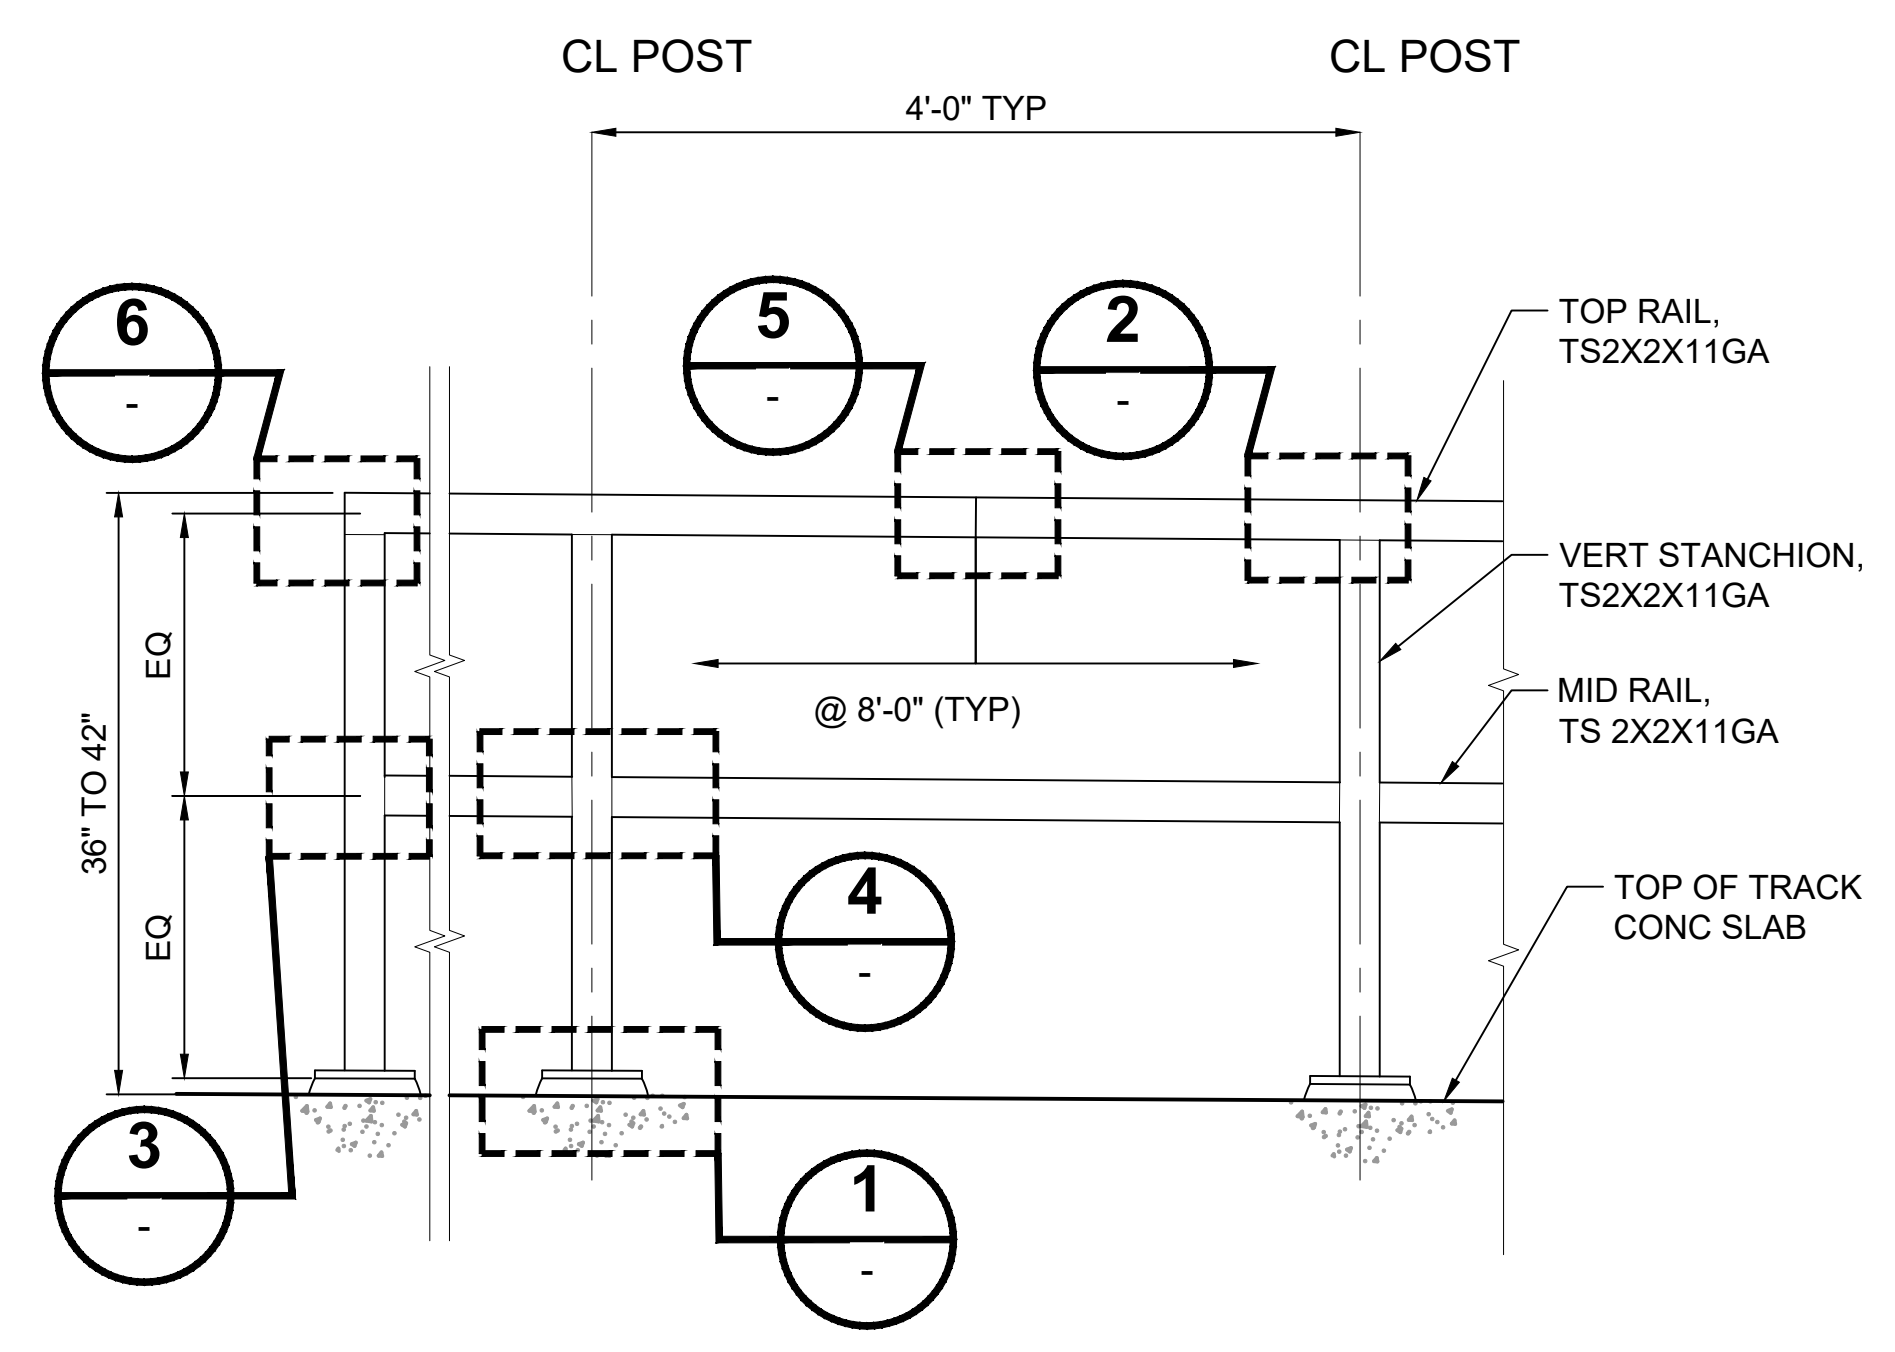 CL POST
CL POST
4'-0" TYP
6
-
5
-
2
-
TOP RAIL,
TS2X2X11GA
VERT STANCHION,
TS2X2X11GA
EQ
36" TO 42"
@ 8'-0" (TYP)
MID RAIL,
TS 2X2X11GA
EQ
4
-
TOP OF TRACK
CONC SLAB
3
-
1
-